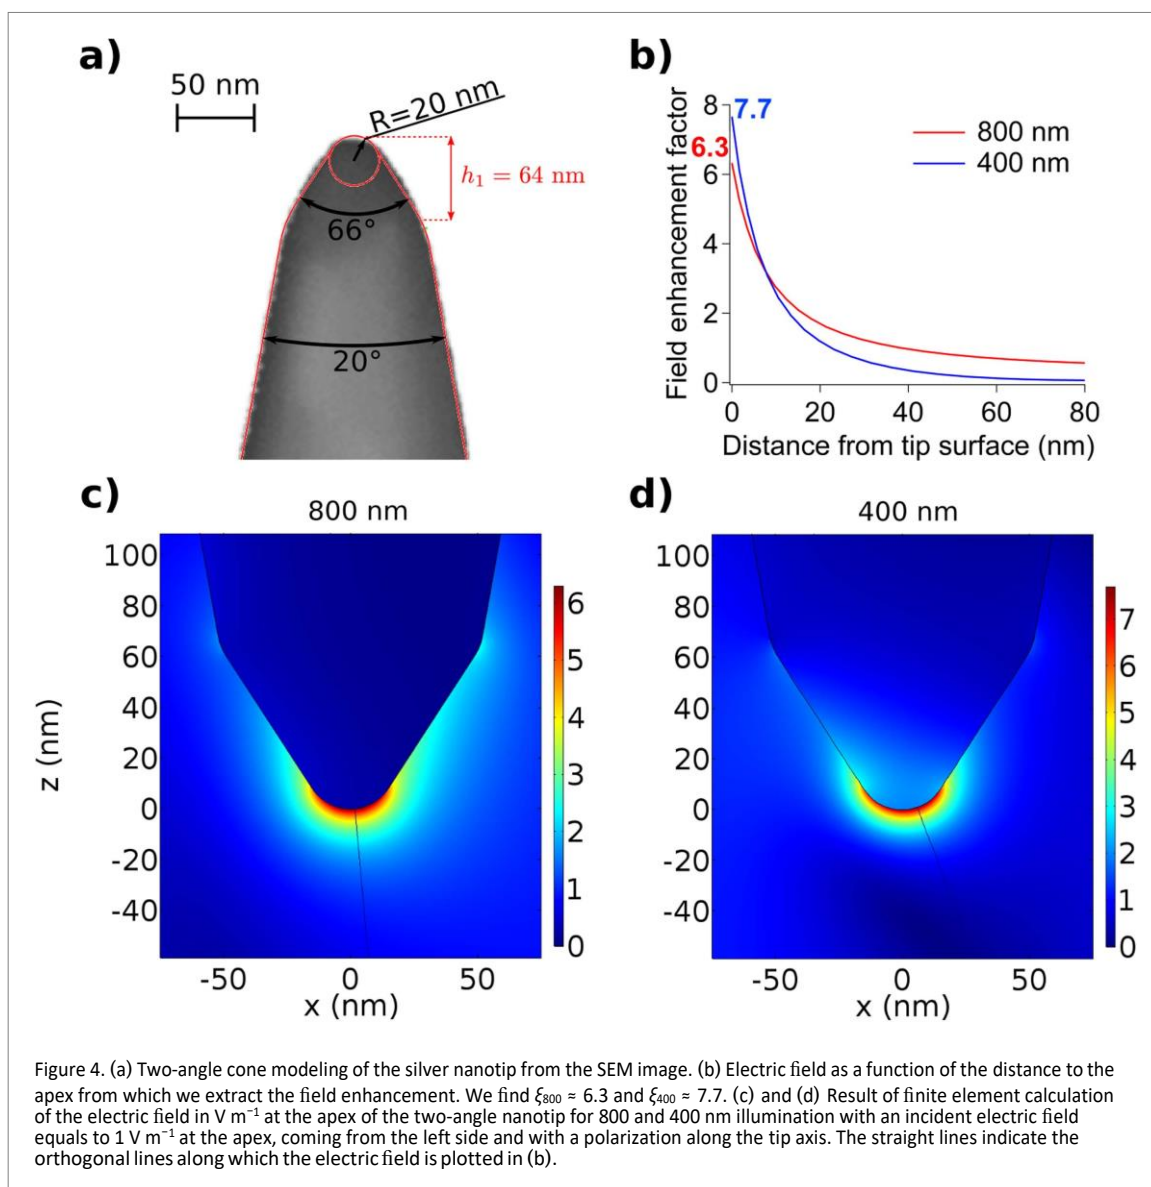 a)
50 nm
R=20 nm
h₁ = 64 nm
66°
20°
b)
Field enhancement factor
8
7.7
6.3
6
4
2
0
800 nm
400 nm
0 20 40 60 80
Distance from tip surface (nm)
c)
800 nm
z (nm)
100
80
60
40
20
0
-20
-40
-50 0 50
x (nm)
6
5
4
3
2
1
0
d)
400 nm
100
80
60
40
20
0
-20
-40
-50 0 50
x (nm)
7
6
5
4
3
2
1
0
Figure 4. (a) Two-angle cone modeling of the silver nanotip from the SEM image. (b) Electric field as a function of the distance to the
apex from which we extract the field enhancement. We find ξ₈₀₀ ≈ 6.3 and ξ₄₀₀ ≈ 7.7. (c) and (d) Result of finite element calculation
of the electric field in V m⁻¹ at the apex of the two-angle nanotip for 800 and 400 nm illumination with an incident electric field
equals to 1 V m⁻¹ at the apex, coming from the left side and with a polarization along the tip axis. The straight lines indicate the
orthogonal lines along which the electric field is plotted in (b).